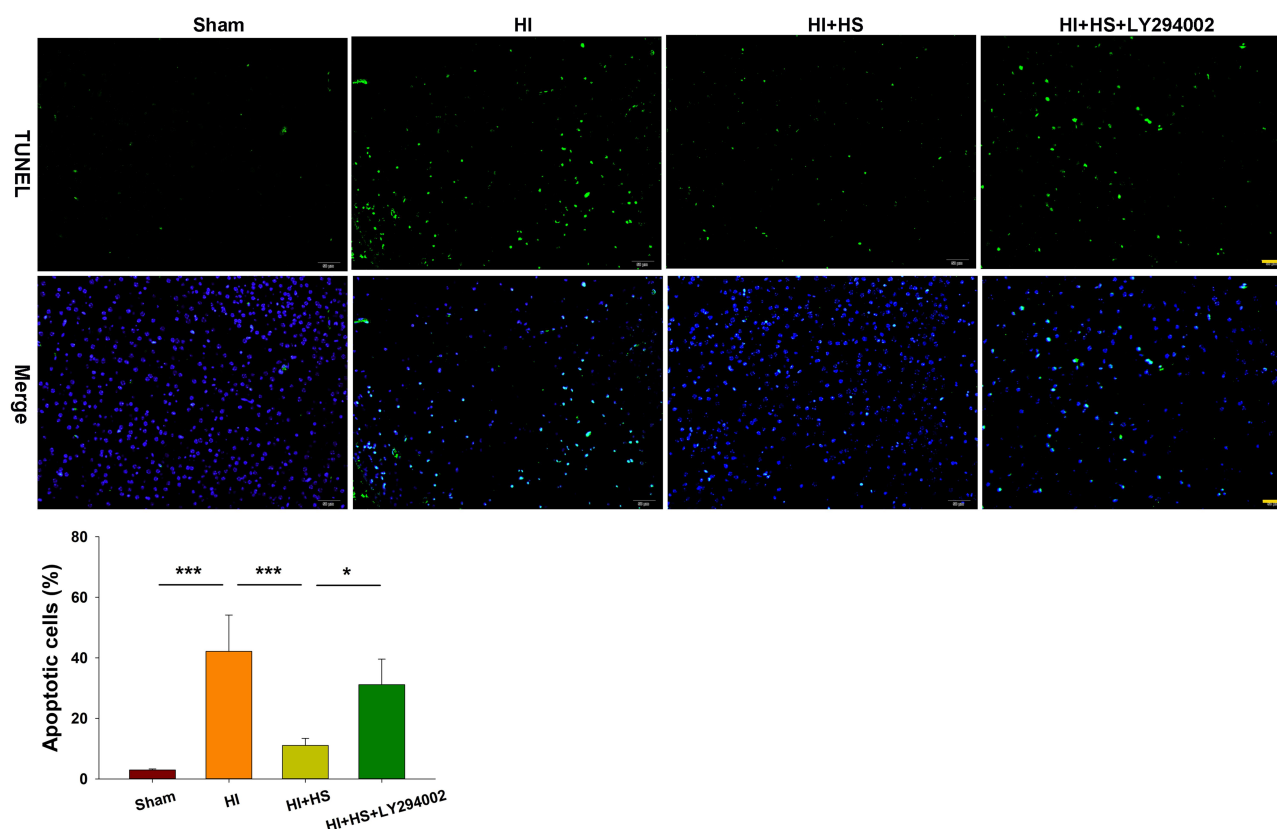 Sham HI HI+HS HI+HS+LY294002
TUNEL
Merge
80
60
40
20
0
Apoptotic cells (%)
*** *** *
Sham HI HI+HS HI+HS+LY294002